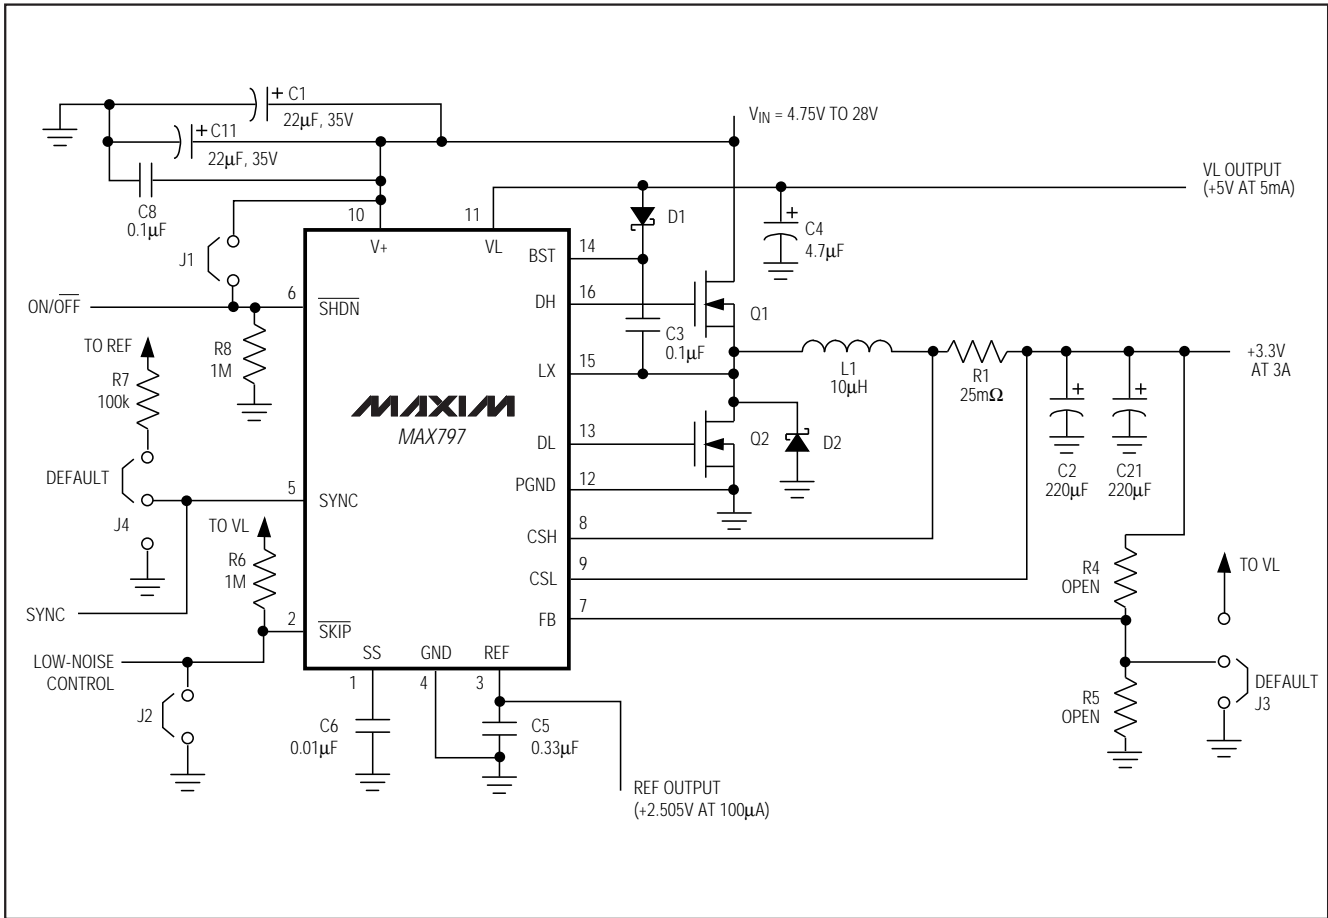 + C1
22µF, 35V
+ C11
22µF, 35V
C8
0.1µF
VIN = 4.75V TO 28V
VL OUTPUT
(+5V AT 5mA)
J1
10
V+
11
VL
D1
+
C4
4.7µF
BST
14
ON/OFF
6
SHDN
DH
16
Q1
C3
0.1µF
TO REF
R7
100k
R8
1M
LX
15
L1
10µH
R1
25mΩ
+3.3V
AT 3A
MAXIM
MAX797
+
+
C2
220µF
C21
220µF
DL
13
Q2
D2
DEFAULT
J4
5
SYNC
PGND
12
TO VL
R6
1M
CSH
8
CSL
9
R4
OPEN
TO VL
SYNC
2
SKIP
FB
7
LOW-NOISE
CONTROL
SS
GND
REF
1
4
3
R5
OPEN
DEFAULT
J3
J2
C6
0.01µF
C5
0.33µF
REF OUTPUT
(+2.505V AT 100µA)